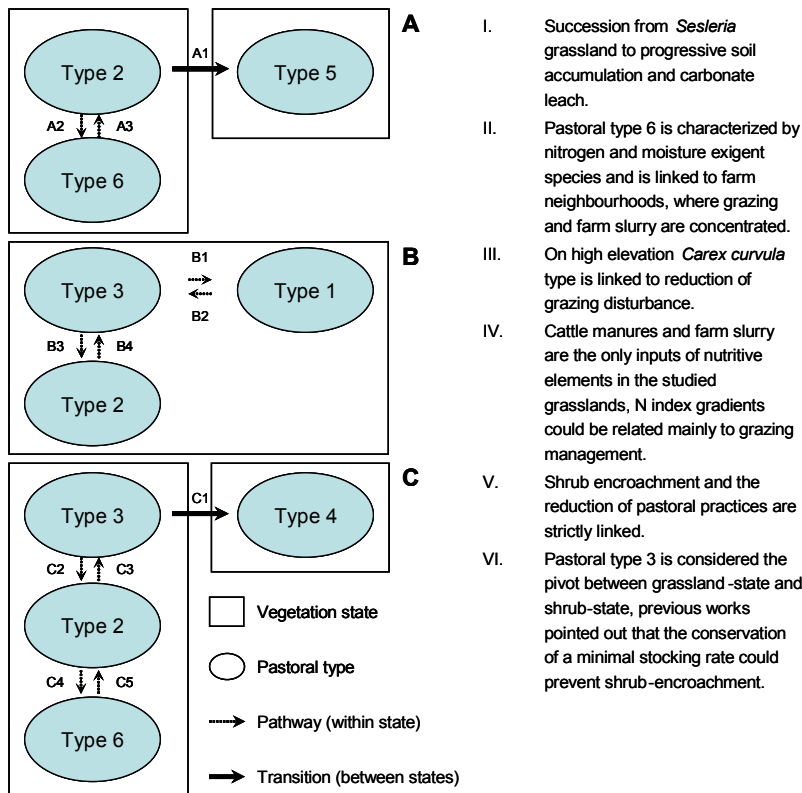 A
Type 2
A1
Type 5
A2
A3
Type 6
B
B1
Type 3
Type 1
B2
B3
B4
Type 2
C
C1
Type 3
Type 4
C2
C3
Type 2
C4
C5
Type 6
Vegetation state
Pastoral type
Pathway (within state)
Transition (between states)
I. Succession from Sesleria
grassland to progressive soil
accumulation and carbonate
leach.
II. Pastoral type 6 is characterized by
nitrogen and moisture exigent
species and is linked to farm
neighbourhoods, where grazing
and farm slurry are concentrated.
III. On high elevation Carex curvula
type is linked to reduction of
grazing disturbance.
IV. Cattle manures and farm slurry
are the only inputs of nutritive
elements in the studied
grasslands, N index gradients
could be related mainly to grazing
management.
V. Shrub encroachment and the
reduction of pastoral practices are
strictly linked.
VI. Pastoral type 3 is considered the
pivot between grassland -state and
shrub-state, previous works
pointed out that the conservation
of a minimal stocking rate could
prevent shrub-encroachment.